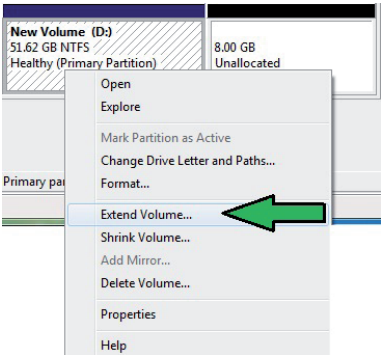 New Volume (D:)
51.62 GB NTFS
Healthy (Primary Partition)
8.00 GB
Unallocated
Open
Explore
Mark Partition as Active
Change Drive Letter and Paths...
Format...
Primary par
Extend Volume...
Shrink Volume...
Add Mirror...
Delete Volume...
Properties
Help